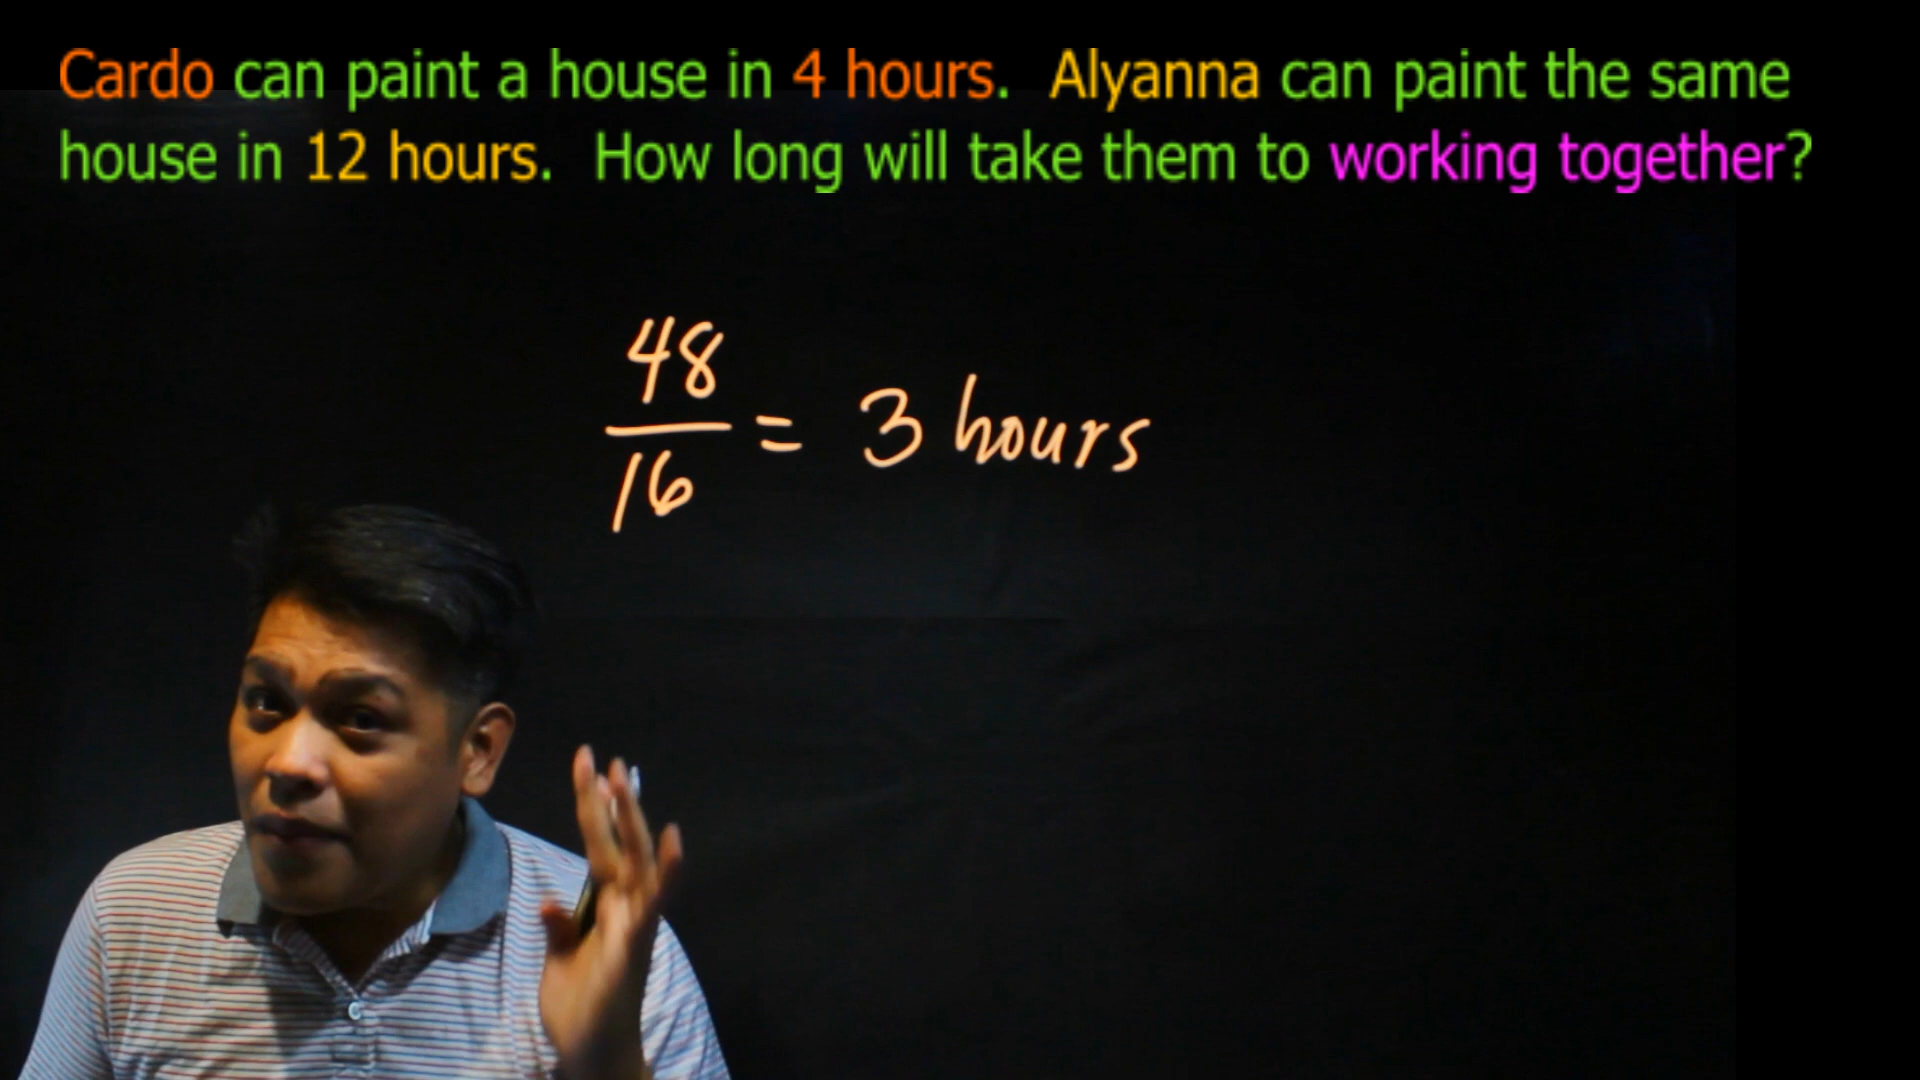 Cardo can paint a house in 4 hours. Alyanna can paint the same
house in 12 hours. How long will take them to working together?
48
16
= 3 hours